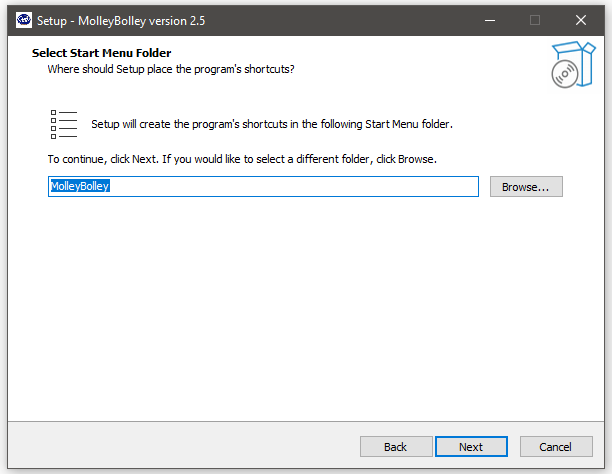 Setup - MolleyBolley version 2.5
Select Start Menu Folder
Where should Setup place the program's shortcuts?
Setup will create the program's shortcuts in the following Start Menu folder.
To continue, click Next. If you would like to select a different folder, click Browse.
MolleyBolley
Browse...
Back
Next
Cancel